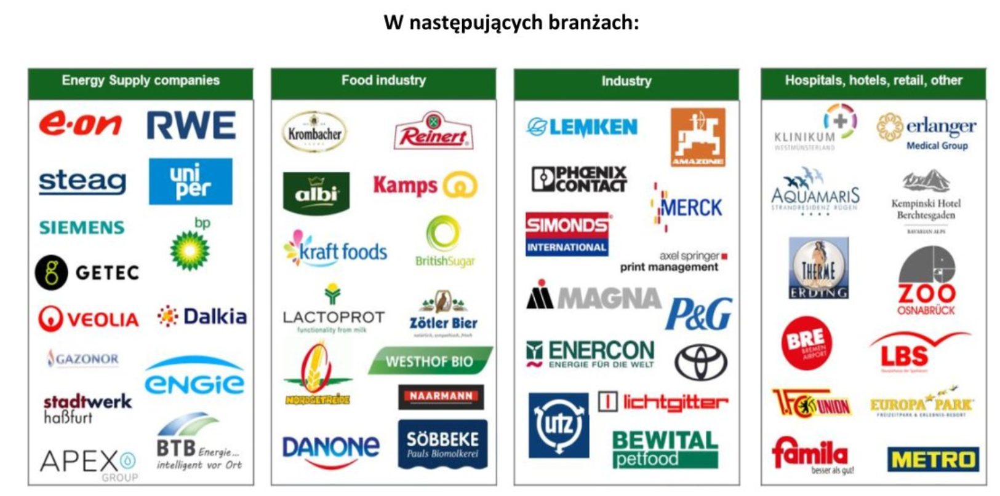 W następujących branżach:
Energy Supply companies
e·on
RWE
steag
uni
per
SIEMENS
bp
GETEC
VEOLIA
Dalkia
GAZONOR
ENGIE
stadtwerk
haßfurt
BTB Energie...
intelligent vor Ort
APEX
GROUP
Food industry
Krombacher
Reinert
albi
Kamps
kraft foods
BritishSugar
LACTOPROT
functionality from milk
Zötler Bier
natürlich, sympathisch, frisch
NORDGETREIDE
WESTHOF BIO
NAARMANN
DANONE
SÖBBEKE
Pauls Biomolkerei
Industry
LEMKEN
AMAZONE
PHŒNIX
CONTACT
MERCK
SIMONDS
INTERNATIONAL
axel springer
print management
MAGNA
P&G
ENERCON
ENERGIE FÜR DIE WELT
utz
lichtgitter
BEWITAL
petfood
Hospitals, hotels, retail, other
KLINIKUM
WESTMÜNSTERLAND
erlanger
Medical Group
AQUAMARIS
STRANDRESIDENZ RÜGEN
Kempinski Hotel
Berchtesgaden
BAVARIAN ALPS
THERME
ERDING
ZOO
OSNABRÜCK
BRE
BREMEN
AIRPORT
LBS
1.FC UNION
EUROPA PARK
FREIZEITPARK & ERLEBNIS-RESORT
famila
besser als gut!
METRO